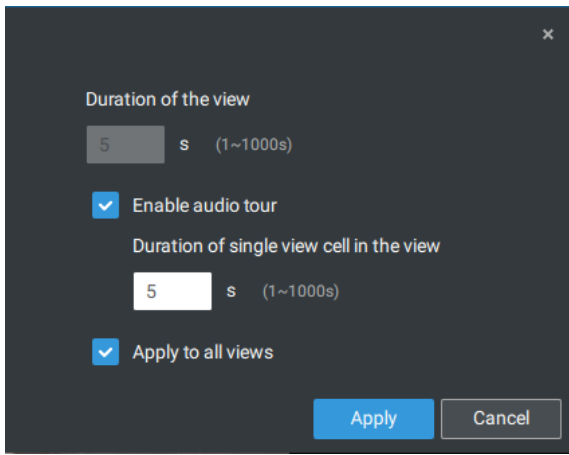 ×
Duration of the view
5 s (1~1000s)
Enable audio tour
Duration of single view cell in the view
5 s (1~1000s)
Apply to all views
Apply Cancel